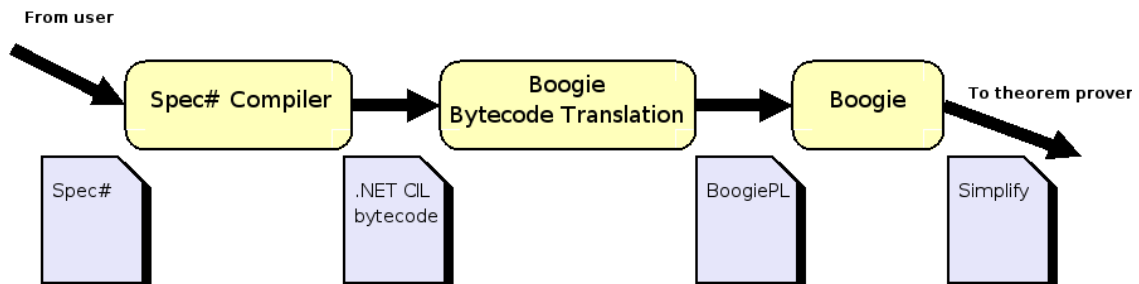 From user
Spec# Compiler
Boogie
Bytecode Translation
Boogie
To theorem prover
Spec#
.NET CIL
bytecode
BoogiePL
Simplify